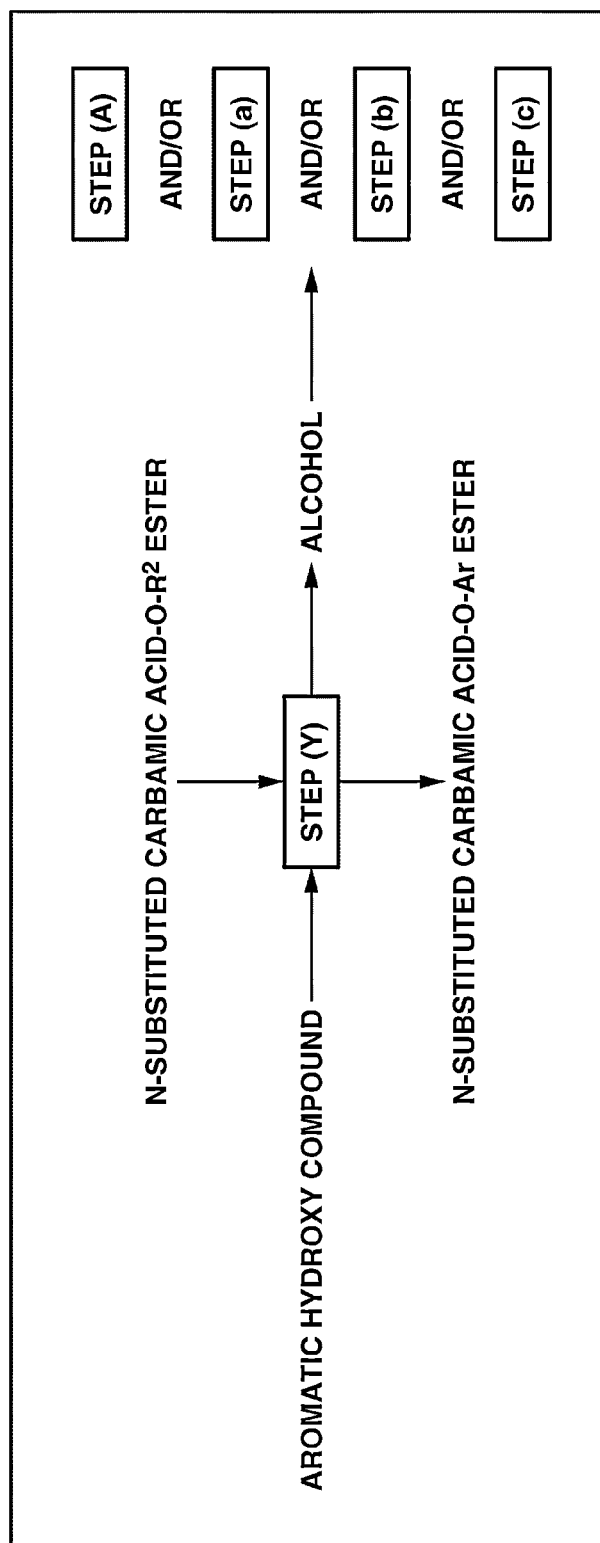 N-SUBSTITUTED CARBAMIC ACID-O-R² ESTER
AROMATIC HYDROXY COMPOUND
STEP (Y)
ALCOHOL
N-SUBSTITUTED CARBAMIC ACID-O-Ar ESTER
STEP (A)
AND/OR
STEP (a)
AND/OR
STEP (b)
AND/OR
STEP (c)